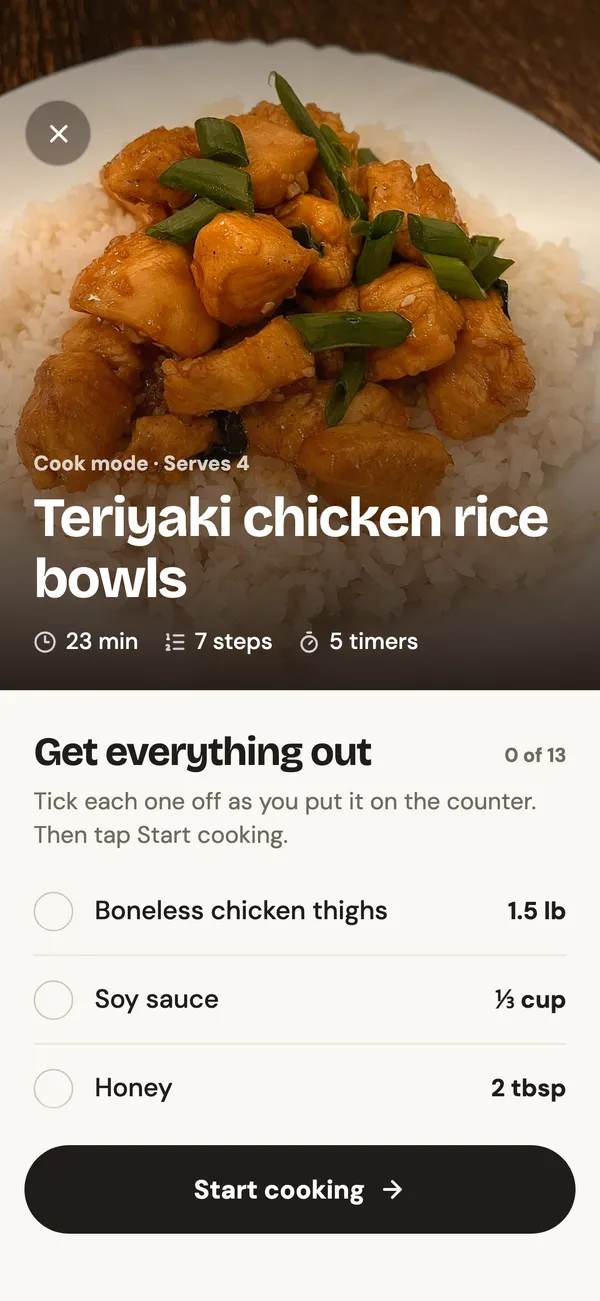 Cook mode · Serves 4
Teriyaki chicken rice
bowls
23 min 7 steps 5 timers
Get everything out
0 of 13
Tick each one off as you put it on the counter.
Then tap Start cooking.
Boneless chicken thighs 1.5 lb
Soy sauce ⅓ cup
Honey 2 tbsp
Start cooking →